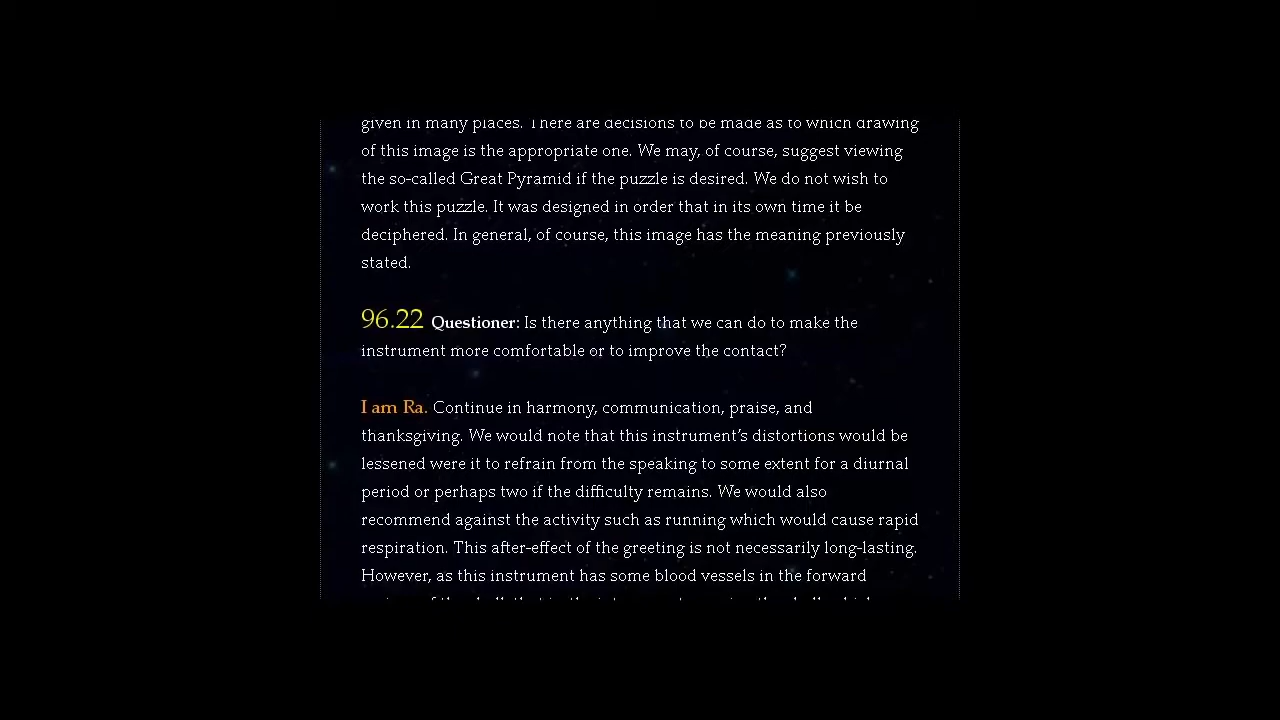 given in many places. There are decisions to be made as to which drawing
of this image is the appropriate one. We may, of course, suggest viewing
the so-called Great Pyramid if the puzzle is desired. We do not wish to
work this puzzle. It was designed in order that in its own time it be
deciphered. In general, of course, this image has the meaning previously
stated.
96.22 Questioner: Is there anything that we can do to make the
instrument more comfortable or to improve the contact?
I am Ra. Continue in harmony, communication, praise, and
thanksgiving. We would note that this instrument’s distortions would be
lessened were it to refrain from the speaking to some extent for a diurnal
period or perhaps two if the difficulty remains. We would also
recommend against the activity such as running which would cause rapid
respiration. This after-effect of the greeting is not necessarily long-lasting.
However, as this instrument has some blood vessels in the forward